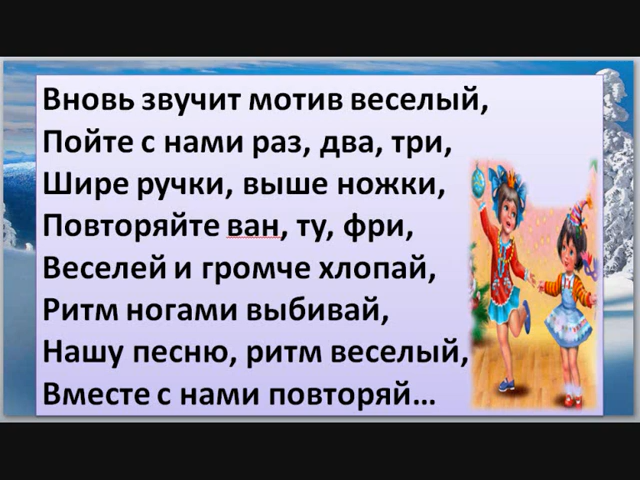 Вновь звучит мотив веселый,
Пойте с нами раз, два, три,
Шире ручки, выше ножки,
Повторяйте ван, ту, фри,
Веселей и громче хлопай,
Ритм ногами выбивай,
Нашу песню, ритм веселый,
Вместе с нами повторяй...